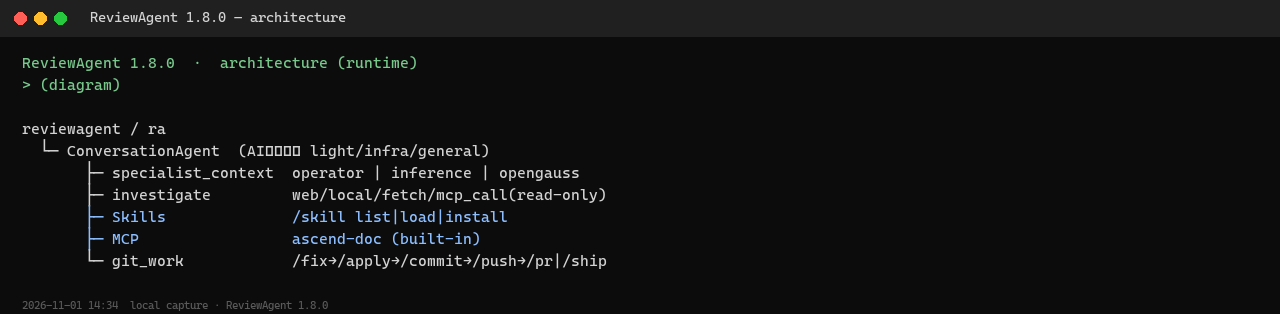 ReviewAgent 1.8.0 — architecture
ReviewAgent 1.8.0 · architecture (runtime)
> (diagram)
reviewagent / ra
└─ ConversationAgent (AI light/infra/general)
├─ specialist_context operator | inference | opengauss
├─ investigate web/local/fetch/mcp_call(read-only)
├─ Skills /skill list|load|install
├─ MCP ascend-doc (built-in)
└─ git_work /fix→/apply→/commit→/push→/pr|/ship
2026-11-01 14:34 local capture · ReviewAgent 1.8.0